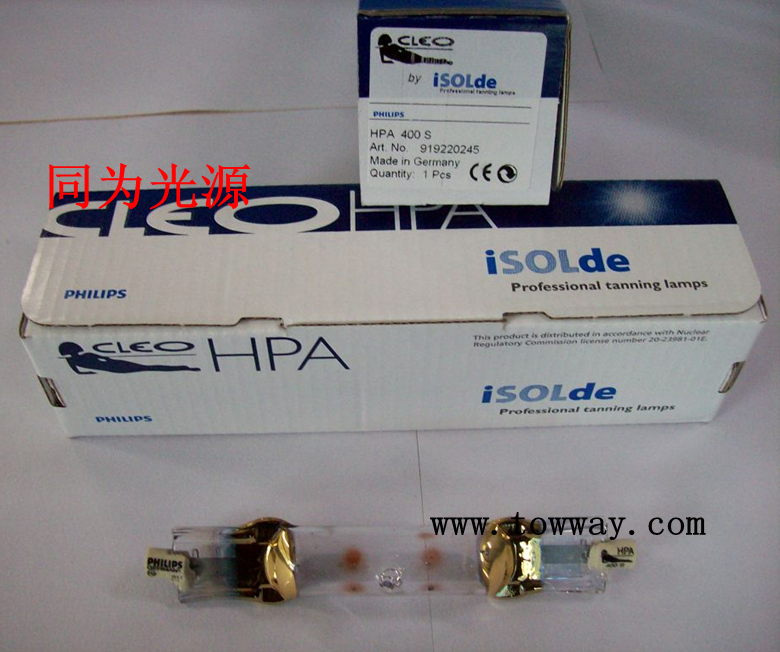 CLEO
by iSOLde
Professional tanning lamps
PHILIPS
HPA 400 S
Art. No. 919220245
Made in Germany
Quantity: 1 Pcs
CE
同为光源
CLEO HPA
iSOLde
Professional tanning lamps
PHILIPS
This product is distributed in accordance with Nuclear
Regulatory Commission license number 20-23981-01E.
CLEO HPA
iSOLde
Professional tanning lamps
PHILIPS
www.towway.com
PHILIPS
HPA
400 S